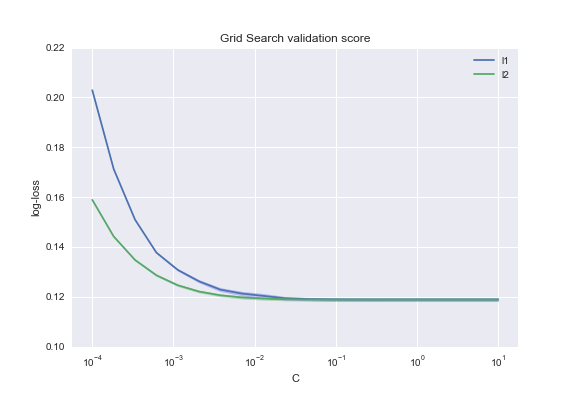 Grid Search validation score
l1
l2
log-loss
0.22
0.20
0.18
0.16
0.14
0.12
0.10
10⁻⁴ 10⁻³ 10⁻² 10⁻¹ 10⁰ 10¹
C